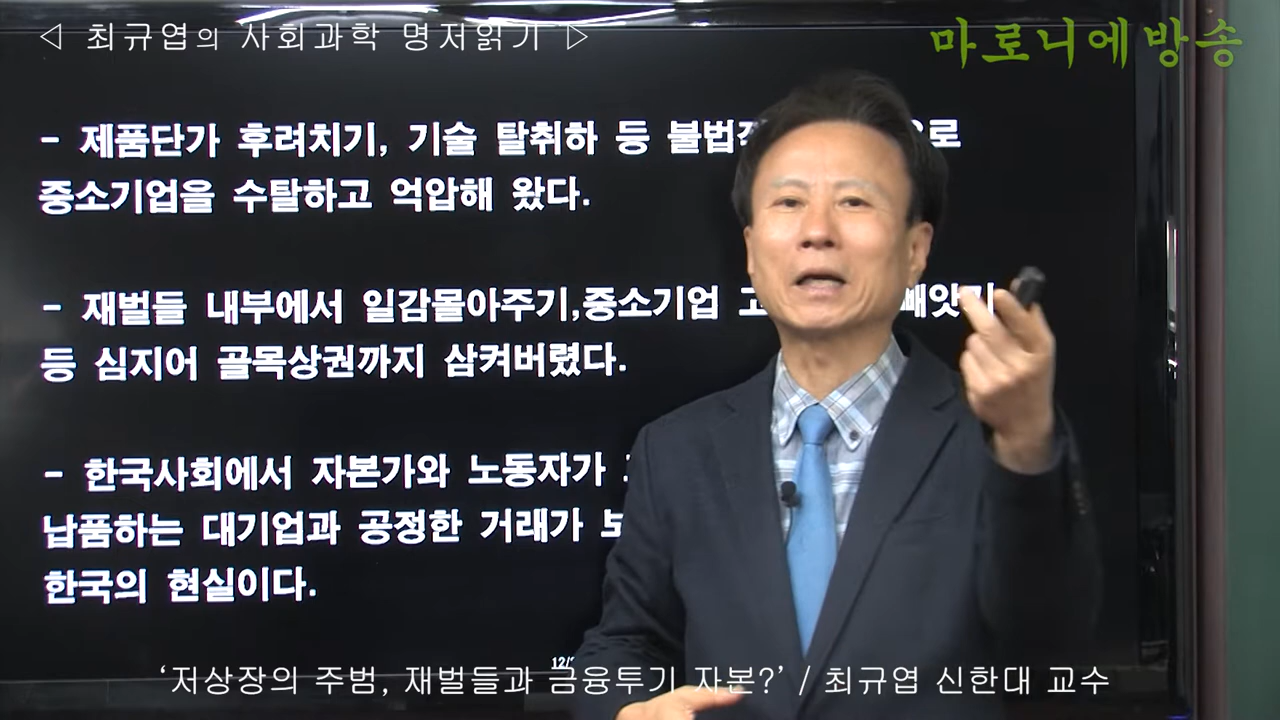 ◁ 최규엽의 사회과학 명저읽기 ▷
마로니에방송
- 제품단가 후려치기, 기술 탈취하 등 으로
중소기업을 수탈하고 억압해 왔다.
- 재벌들 내부에서 일감몰아주기,중소기업
등 심지어 골목상권까지 삼켜버렸다.
- 한국사회에서 자본가와 노동자가
납품하는 대기업과 공정한 거래가
한국의 현실이다.
‘저상장의 주범, 재벌들과 금융투기 자본?’ / 최규엽 신한대 교수